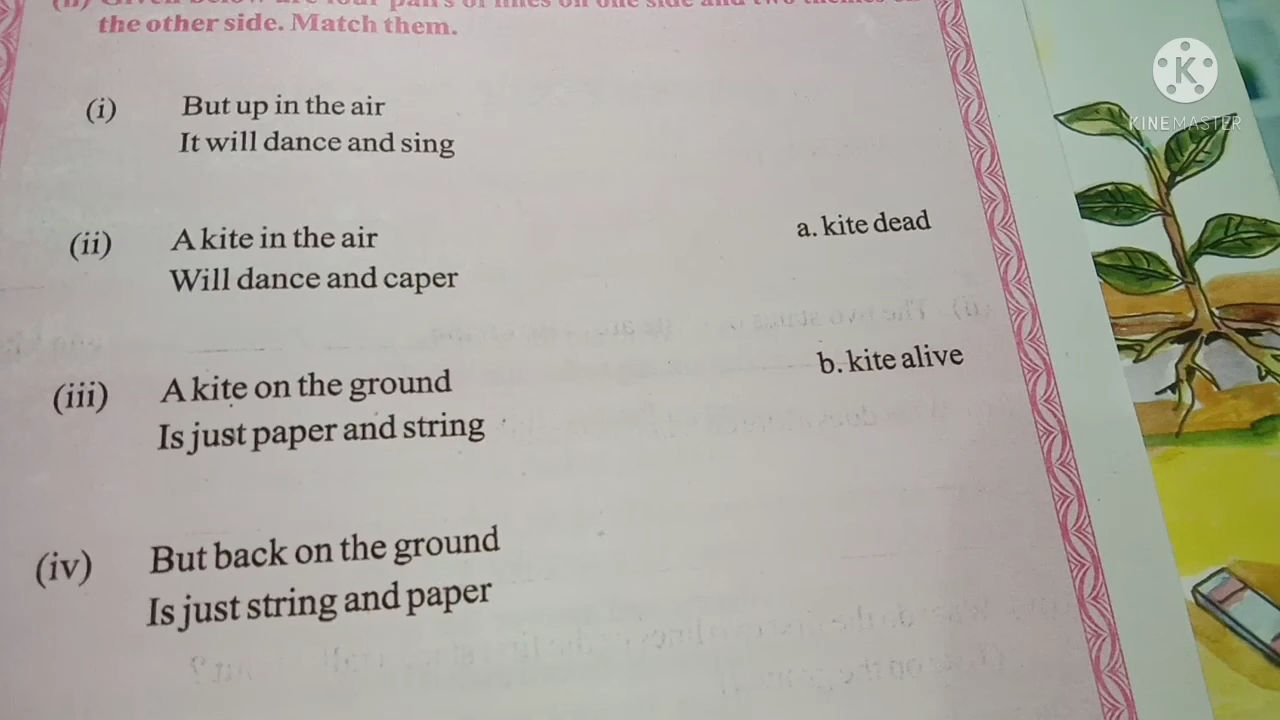 the other side. Match them.
(i) But up in the air
It will dance and sing
(ii) A kite in the air
Will dance and caper
a. kite dead
(iii) A kite on the ground
Is just paper and string
b. kite alive
(iv) But back on the ground
Is just string and paper
K
KINEMASTER